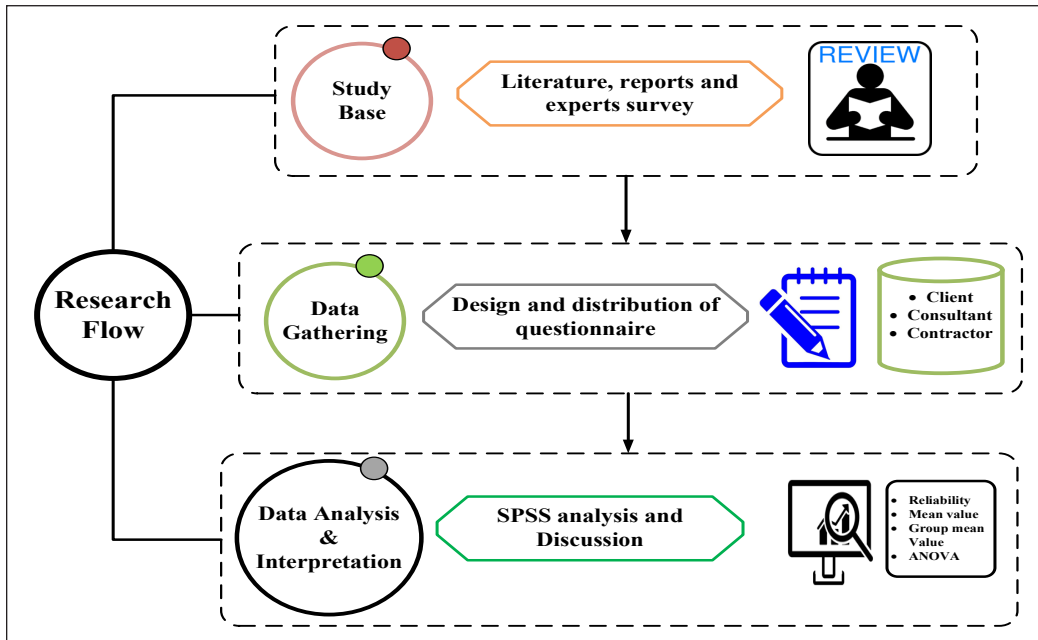 Study
Base
Literature, reports and
experts survey
REVIEW
Research
Flow
Data
Gathering
Design and distribution of
questionnaire
• Client
• Consultant
• Contractor
Data Analysis
&
Interpretation
SPSS analysis and
Discussion
• Reliability
• Mean value
• Group mean
Value
• ANOVA